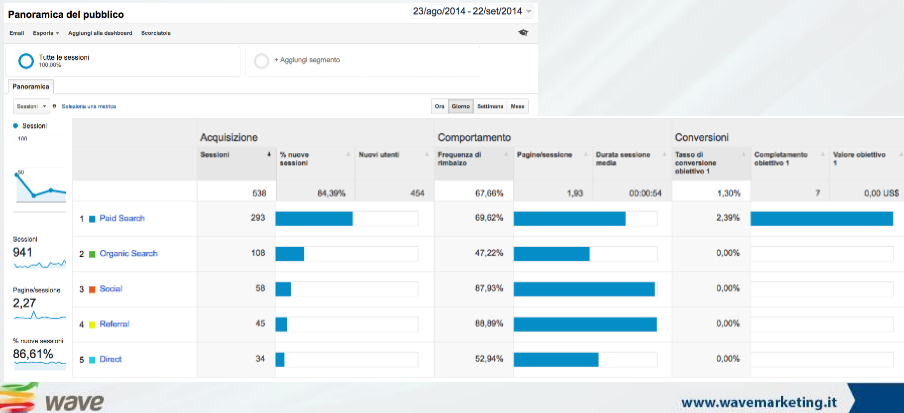 Panoramica del pubblico
23/ago/2014 - 22/set/2014
Email Esporta Aggiungi alla dashboard Scorciatoia
Tutte le sessioni
100,00%
+ Aggiungi segmento
Panoramica
Sessioni e Seleziona una metrica
Ora Giorno Settimana Mese
Sessioni
100
50
Sessioni
941
Pagine/sessione
2,27
% nuove sessioni
86,61%
Acquisizione Comportamento Conversioni
Sessioni % nuove sessioni Nuovi utenti Frequenza di rimbalzo Pagine/sessione Durata sessione media Tasso di conversione obiettivo 1 Completamento obiettivo 1 Valore obiettivo 1
538 84,39% 454 67,66% 1,93 00:00:54 1,30% 7 0,00 US$
1 Paid Search 293 69,62% 2,39%
2 Organic Search 108 47,22% 0,00%
3 Social 58 87,93% 0,00%
4 Referral 45 88,89% 0,00%
5 Direct 34 52,94% 0,00%
wave
www.wavemarketing.it